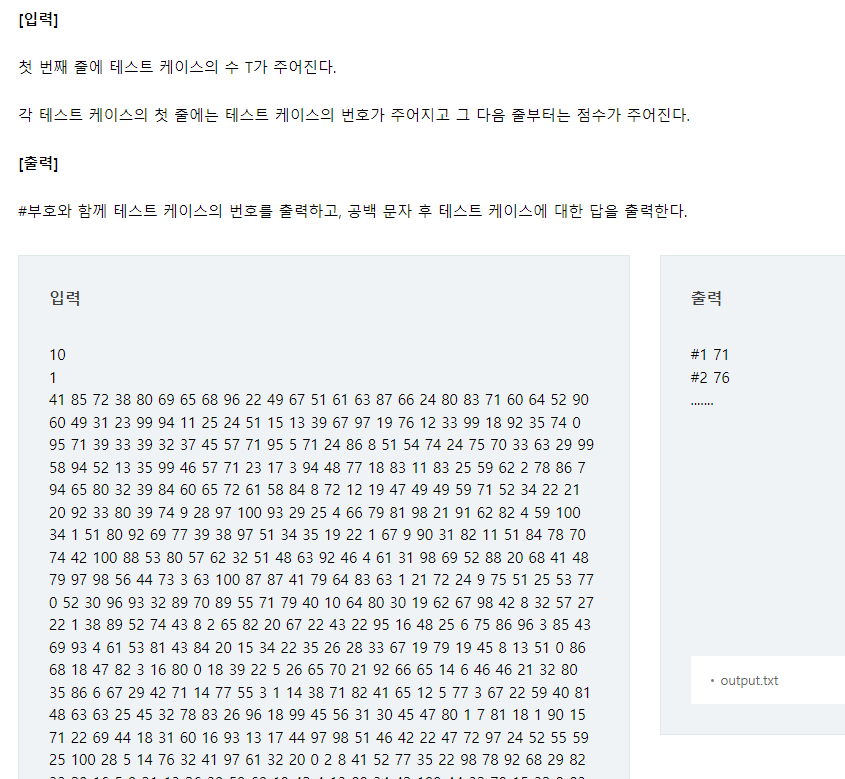 [입력]
첫 번째 줄에 테스트 케이스의 수 T가 주어진다.
각 테스트 케이스의 첫 줄에는 테스트 케이스의 번호가 주어지고 그 다음 줄부터는 점수가 주어진다.
[출력]
#부호와 함께 테스트 케이스의 번호를 출력하고, 공백 문자 후 테스트 케이스에 대한 답을 출력한다.
입력
10
1
41 85 72 38 80 69 65 68 96 22 49 67 51 61 63 87 66 24 80 83 71 60 64 52 90
60 49 31 23 99 94 11 25 24 51 15 13 39 67 97 19 76 12 33 99 18 92 35 74 0
95 71 39 33 39 32 37 45 57 71 95 5 71 24 86 8 51 54 74 24 75 70 33 63 29 99
58 94 52 13 35 99 46 57 71 23 17 3 94 48 77 18 83 11 83 25 59 62 2 78 86 7
94 65 80 32 39 84 60 65 72 61 58 84 8 72 12 19 47 49 49 59 71 52 34 22 21
20 92 33 80 39 74 9 28 97 100 93 29 25 4 66 79 81 98 21 91 62 82 4 59 100
34 1 51 80 92 69 77 39 38 97 51 34 35 19 22 1 67 9 90 31 82 11 51 84 78 70
74 42 100 88 53 80 57 62 32 51 48 63 92 46 4 61 31 98 69 52 88 20 68 41 48
79 97 98 56 44 73 3 63 100 87 87 41 79 64 83 63 1 21 72 24 9 75 51 25 53 77
0 52 30 96 93 32 89 70 89 55 71 79 40 10 64 80 30 19 62 67 98 42 8 32 57 27
22 1 38 89 52 74 43 8 2 65 82 20 67 22 43 22 95 16 48 25 6 75 86 96 3 85 43
69 93 4 61 53 81 43 84 20 15 34 22 35 26 28 33 67 19 79 19 45 8 13 51 0 86
68 18 47 82 3 16 80 0 18 39 22 5 26 65 70 21 92 66 65 14 6 46 46 21 32 80
35 86 6 67 29 42 71 14 77 55 3 1 14 38 71 82 41 65 12 5 77 3 67 22 59 40 81
48 63 63 25 45 32 78 83 26 96 18 99 45 56 31 30 45 47 80 1 7 81 18 1 90 15
71 22 69 44 18 31 60 16 93 13 17 44 97 98 51 46 42 22 47 72 97 24 52 55 59
25 100 28 5 14 76 32 41 97 61 32 20 0 2 8 41 52 77 35 22 98 78 92 68 29 82
출력
#1 71
#2 76
.......
• output.txt